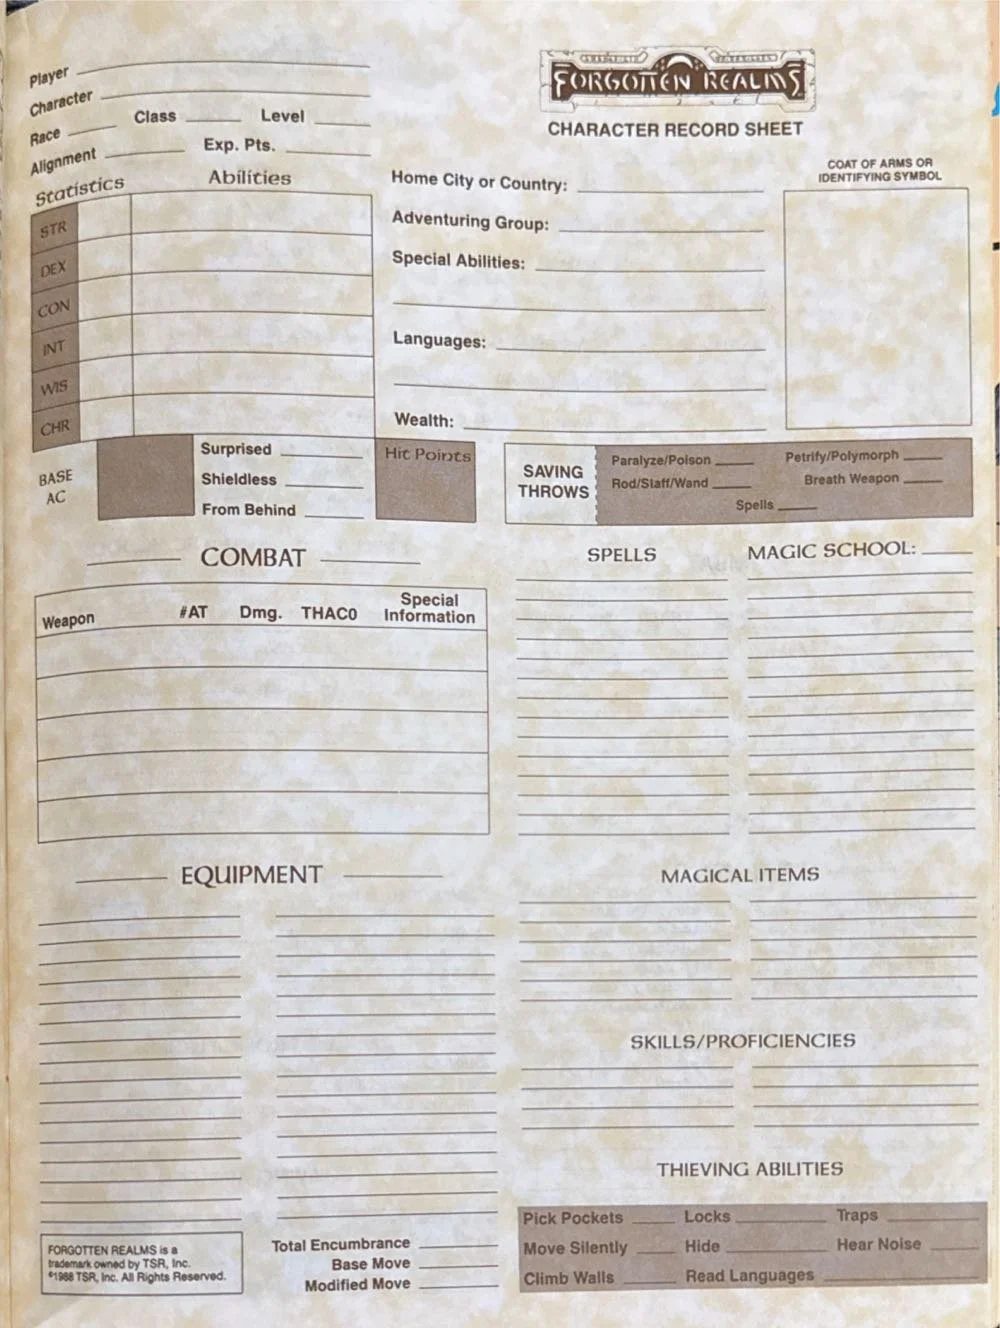 FORGOTTEN REALMS
CHARACTER RECORD SHEET
Player
Character
Race Class Level
Alignment Exp. Pts.
Statistics Abilities
STR
DEX
CON
INT
WIS
CHR
Home City or Country:
Adventuring Group:
Special Abilities:
Languages:
Wealth:
COAT OF ARMS OR
IDENTIFYING SYMBOL
BASE
AC
Surprised
Shieldless
From Behind
Hit Points
SAVING
THROWS
Paralyze/Poison Petrify/Polymorph
Rod/Staff/Wand Breath Weapon
Spells
COMBAT
Weapon #AT Dmg. THAC0 Special
Information
SPELLS MAGIC SCHOOL:
EQUIPMENT
MAGICAL ITEMS
SKILLS/PROFICIENCIES
THIEVING ABILITIES
Pick Pockets Locks Traps
Move Silently Hide Hear Noise
Climb Walls Read Languages
Total Encumbrance
Base Move
Modified Move
FORGOTTEN REALMS is a
trademark owned by TSR, Inc.
©1988 TSR, Inc. All Rights Reserved.